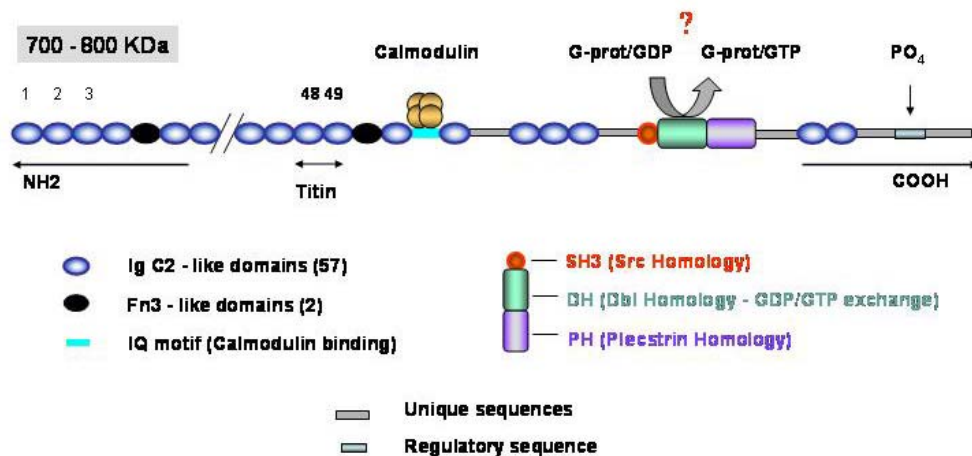 700 - 800 KDa
?
Calmodulin
G-prot/GDP
G-prot/GTP
PO4
1 2 3
48 49
NH2
Titin
COOH
Ig C2 - like domains (57)
Fn3 - like domains (2)
IQ motif (Calmodulin binding)
SH3 (Src Homology)
DH (Dbl Homology - GDP/GTP exchange)
PH (Plecstrin Homology)
Unique sequences
Regulatory sequence